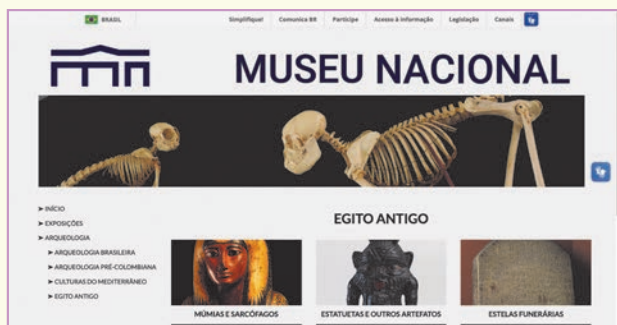 BRASIL Simplifique! Comunica BR Participe Acesso à informação Legislação Canais
MUSEU NACIONAL
➤ INÍCIO
➤ EXPOSIÇÕES
➤ ARQUEOLOGIA
➤ ARQUEOLOGIA BRASILEIRA
➤ ARQUEOLOGIA PRÉ-COLOMBIANA
➤ CULTURAS DO MEDITERRÂNEO
➤ EGITO ANTIGO
EGITO ANTIGO
MÚMIAS E SARCÓFAGOS ESTATUETAS E OUTROS ARTEFATOS ESTELAS FUNERÁRIAS